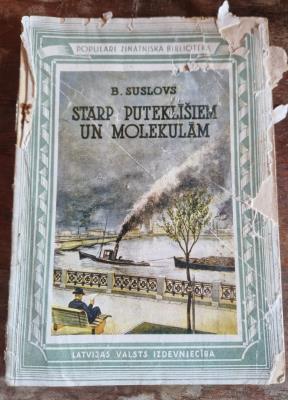 POPULĀRI ZINĀTNISKĀ BIBLIOTĒKA
B. SUSLOVS
STARP PUTEKLĪŠIEM
UN MOLEKULĀM
LATVIJAS VALSTS IZDEVNIECĪBA